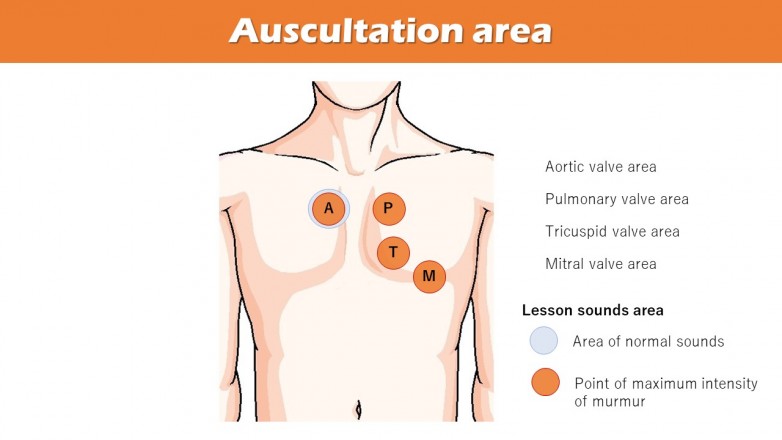 Auscultation area
A
P
T
M
Aortic valve area
Pulmonary valve area
Tricuspid valve area
Mitral valve area
Lesson sounds area
Area of normal sounds
Point of maximum intensity
of murmur